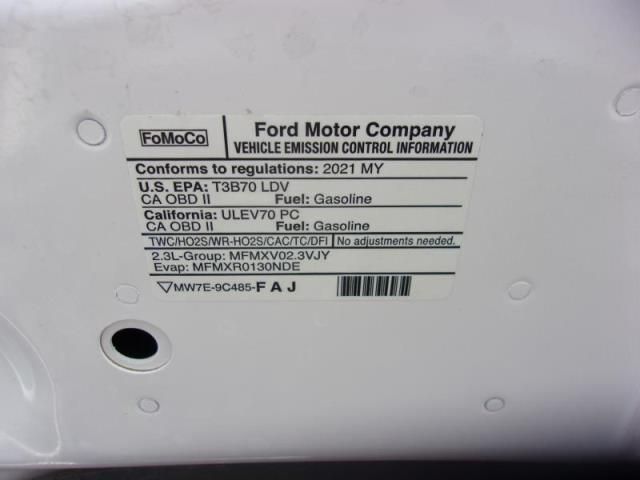 FoMoCo
Ford Motor Company
VEHICLE EMISSION CONTROL INFORMATION
Conforms to regulations: 2021 MY
U.S. EPA: T3B70 LDV
CA OBD II Fuel: Gasoline
California: ULEV70 PC
CA OBD II Fuel: Gasoline
TWC/HO2S/WR-HO2S/CAC/TC/DFI No adjustments needed.
2.3L-Group: MFMXV02.3VJY
Evap: MFMXR0130NDE
MW7E-9C485-F A J